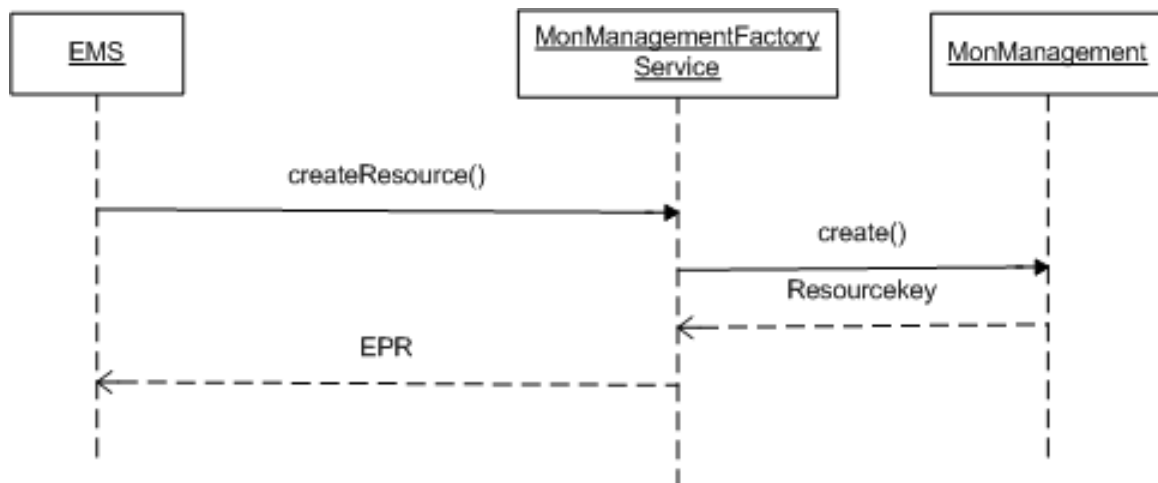 EMS
MonManagementFactory
Service
MonManagement
createResource()
create()
Resourcekey
EPR